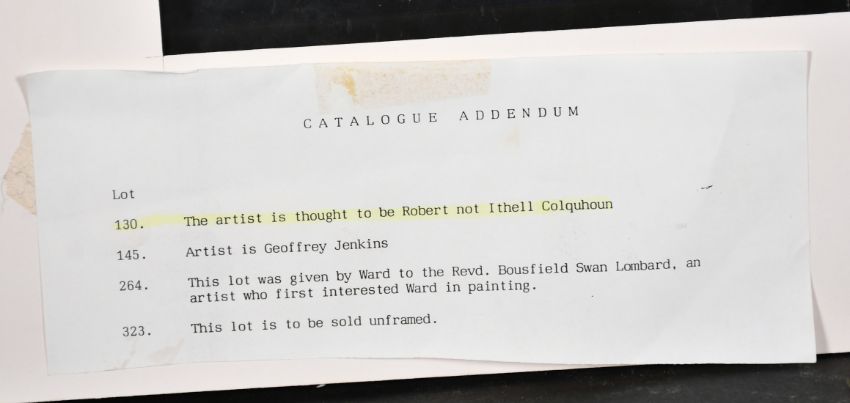 CATALOGUE ADDENDUM
Lot
130. The artist is thought to be Robert not Ithell Colquhoun
145. Artist is Geoffrey Jenkins
264. This lot was given by Ward to the Revd. Bousfield Swan Lombard, an
artist who first interested Ward in painting.
323. This lot is to be sold unframed.